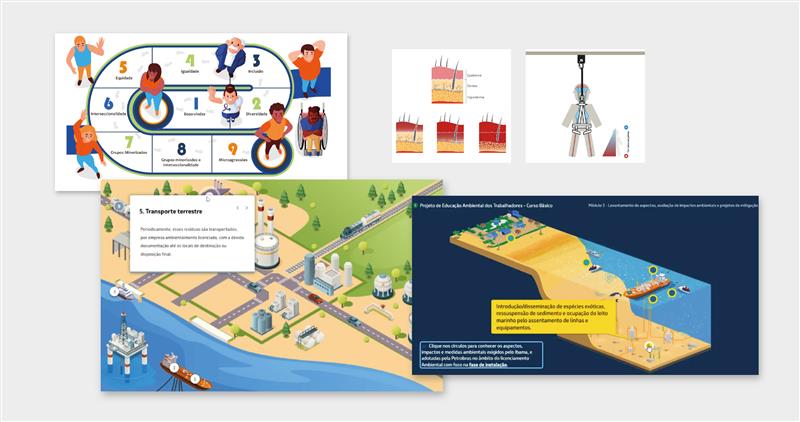 5
Equidade
4
Igualdade
3
Inclusão
6
Interseccionalidade
1
Boas-vindas
2
Diversidade
7
Grupos Minorizados
8
Grupos minorizados e
interseccionalidade
9
Microagressões
Epiderme
Derme
Hipoderme
5. Transporte terrestre
Periodicamente, esses resíduos são transportados
por empresa ambientalmente licenciada, com a devida
documentação até os locais de destinação ou
disposição final.
Projeto de Educação Ambiental dos Trabalhadores - Curso Básico
Módulo 3 - Levantamento de aspectos, avaliação de impactos ambientais e projetos de mitigação
Introdução/disseminação de espécies exóticas,
ressuspensão de sedimento e ocupação do leito
marinho pelo assentamento de linhas e
equipamentos.
Clique nos círculos para conhecer os aspectos,
impactos e medidas ambientais exigidos pelo Ibama, e
adotadas pela Petrobras no âmbito do licenciamento
Ambiental com foco na fase de instalação.